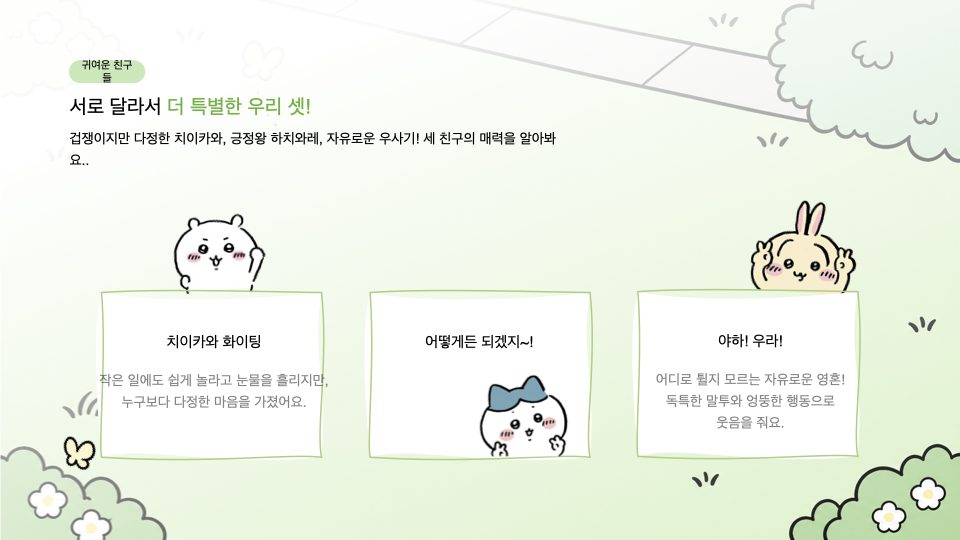 귀여운 친구
들
서로 달라서 더 특별한 우리 셋!
겁쟁이지만 다정한 치이카와, 긍정왕 하치와레, 자유로운 우사기! 세 친구의 매력을 알아봐
요..
치이카와 화이팅
작은 일에도 쉽게 놀라고 눈물을 흘리지만,
누구보다 다정한 마음을 가졌어요.
어떻게든 되겠지~!
야하! 우라!
어디로 튈지 모르는 자유로운 영혼!
독특한 말투와 엉뚱한 행동으로
웃음을 줘요.